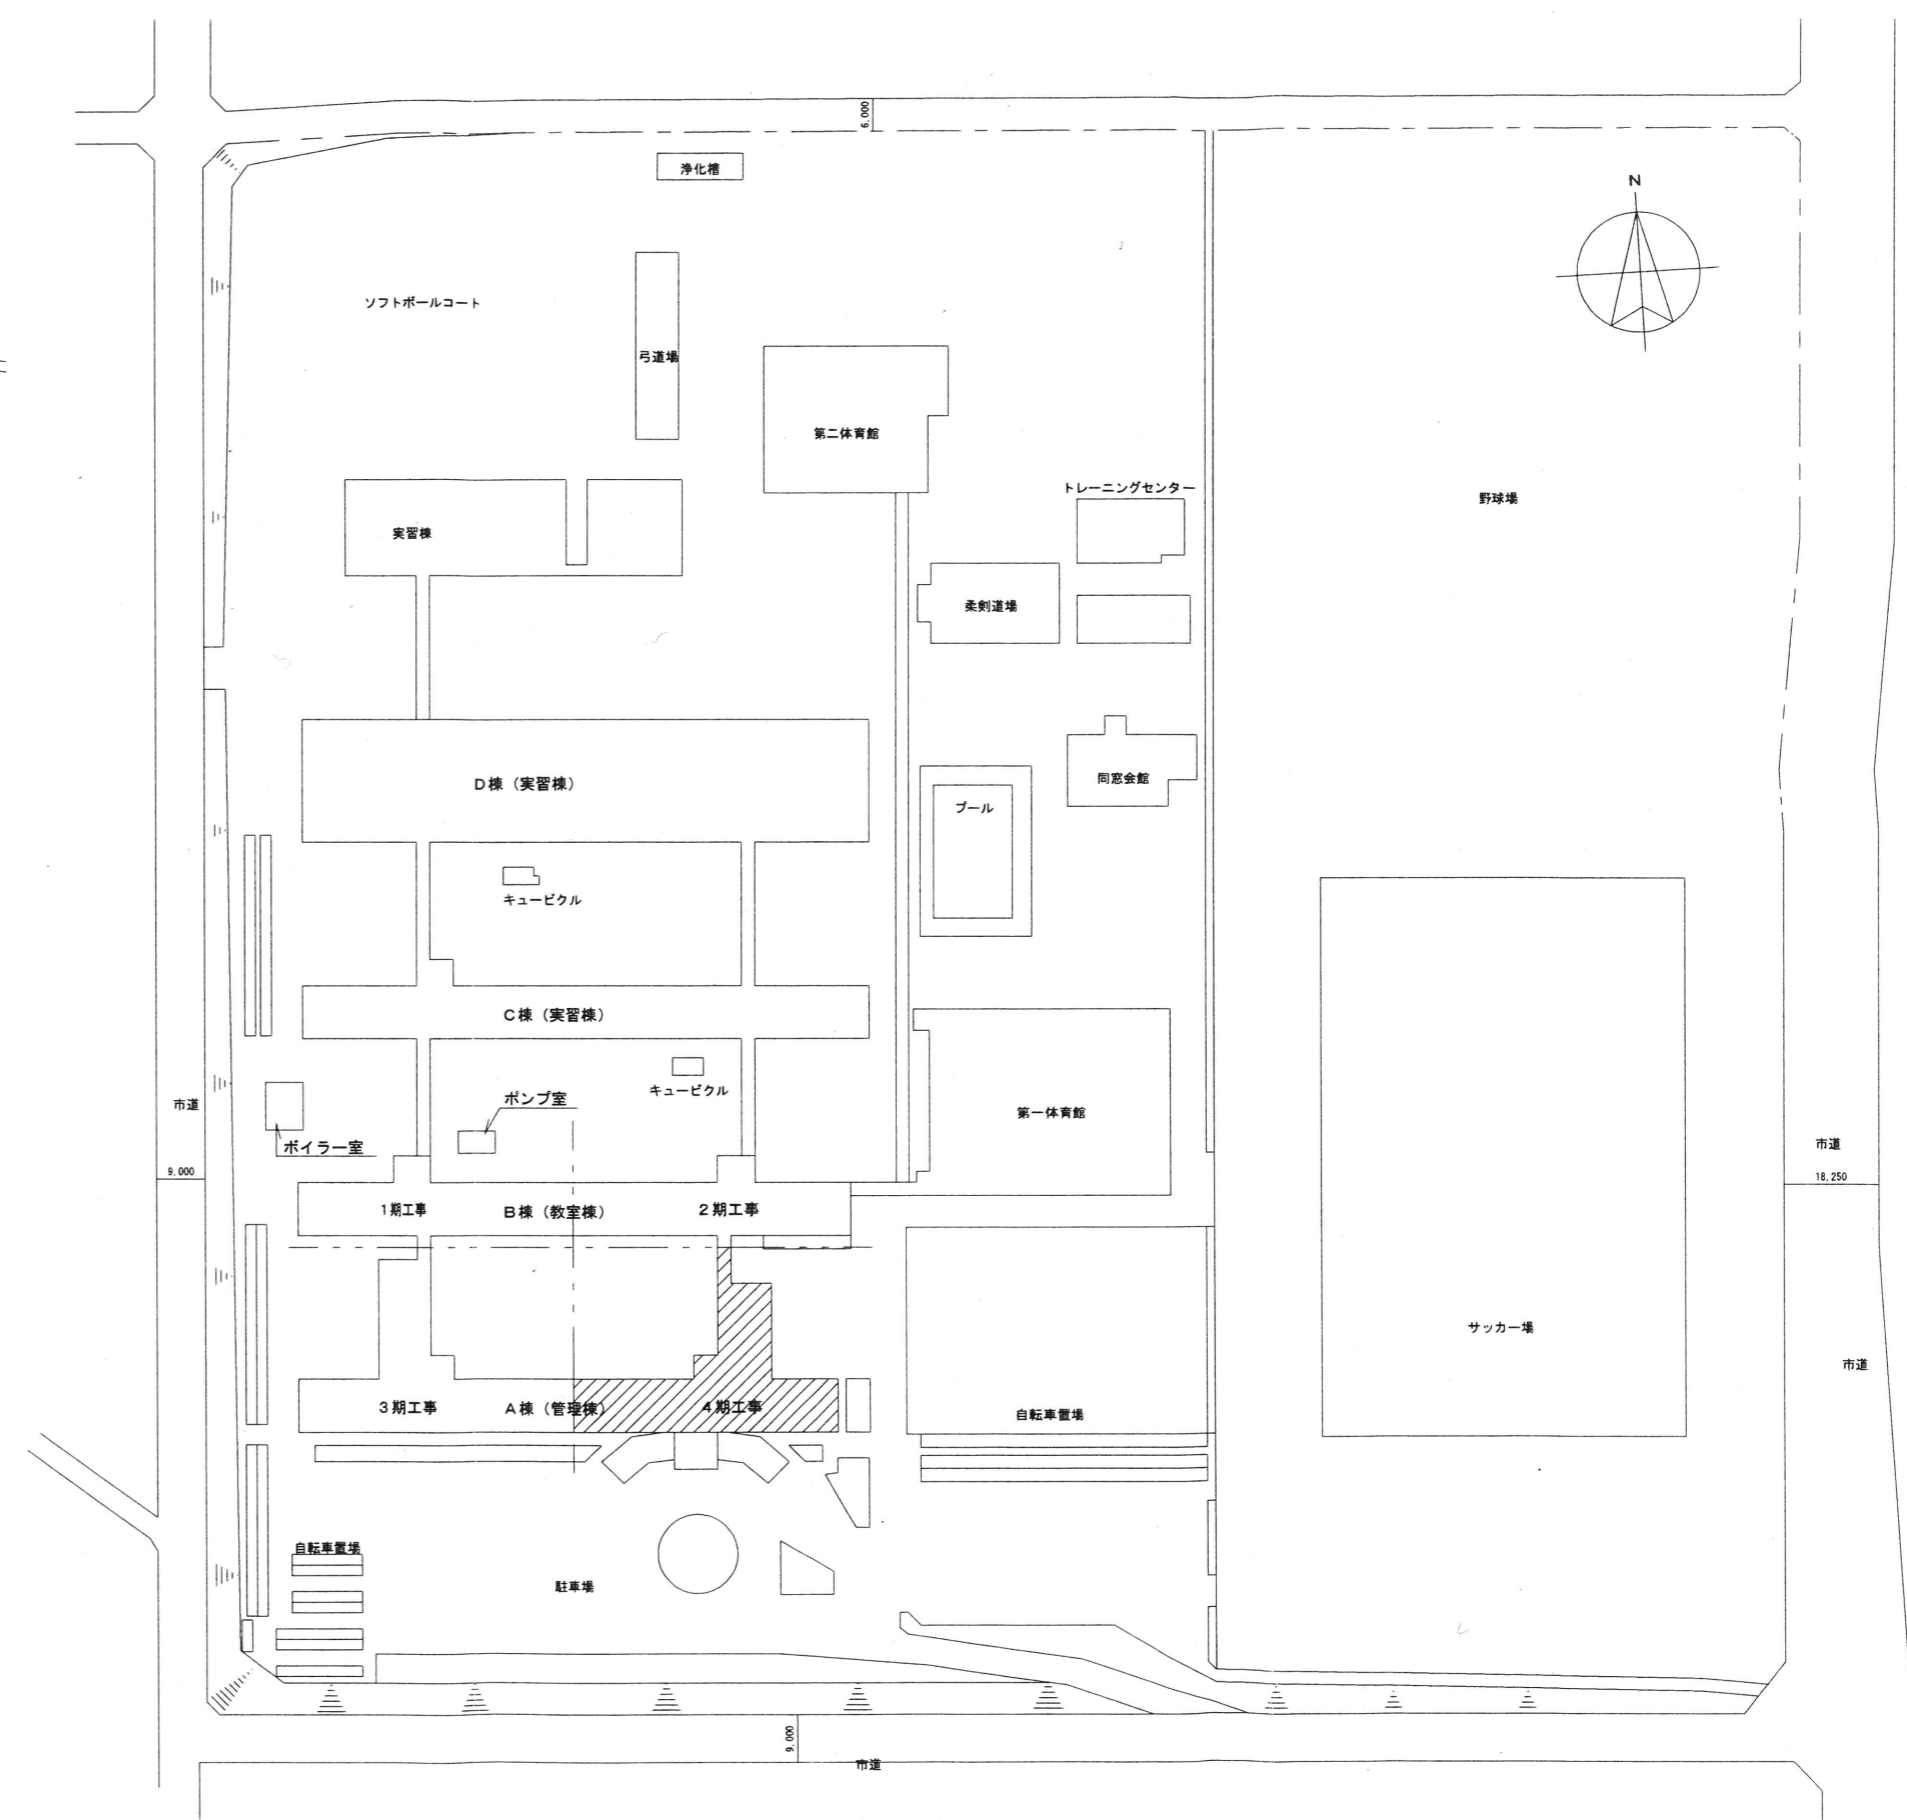 6.000
浄化槽
N
ソフトボールコート
弓道場
第二体育館
トレーニングセンター
野球場
実習棟
柔剣道場
D棟（実習棟）
同窓会館
プール
キュービクル
C棟（実習棟）
キュービクル
ポンプ室
市道
第一体育館
ボイラー室
市道
9.000
18.250
1期工事
B棟（教室棟）
2期工事
サッカー場
市道
3期工事
A棟（管理棟）
4期工事
自転車置場
自転車置場
駐車場
9.000
市道